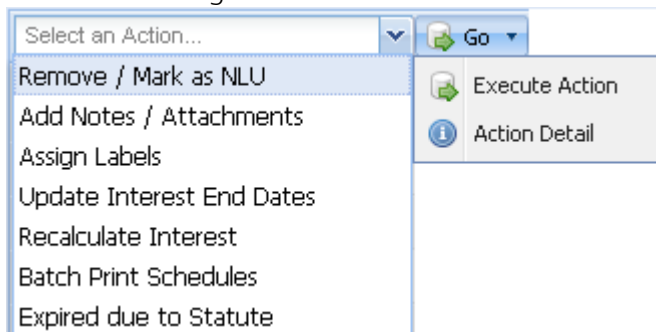 Select an Action...
Go
Remove / Mark as NLU
Execute Action
Add Notes / Attachments
Action Detail
Assign Labels
Update Interest End Dates
Recalculate Interest
Batch Print Schedules
Expired due to Statute